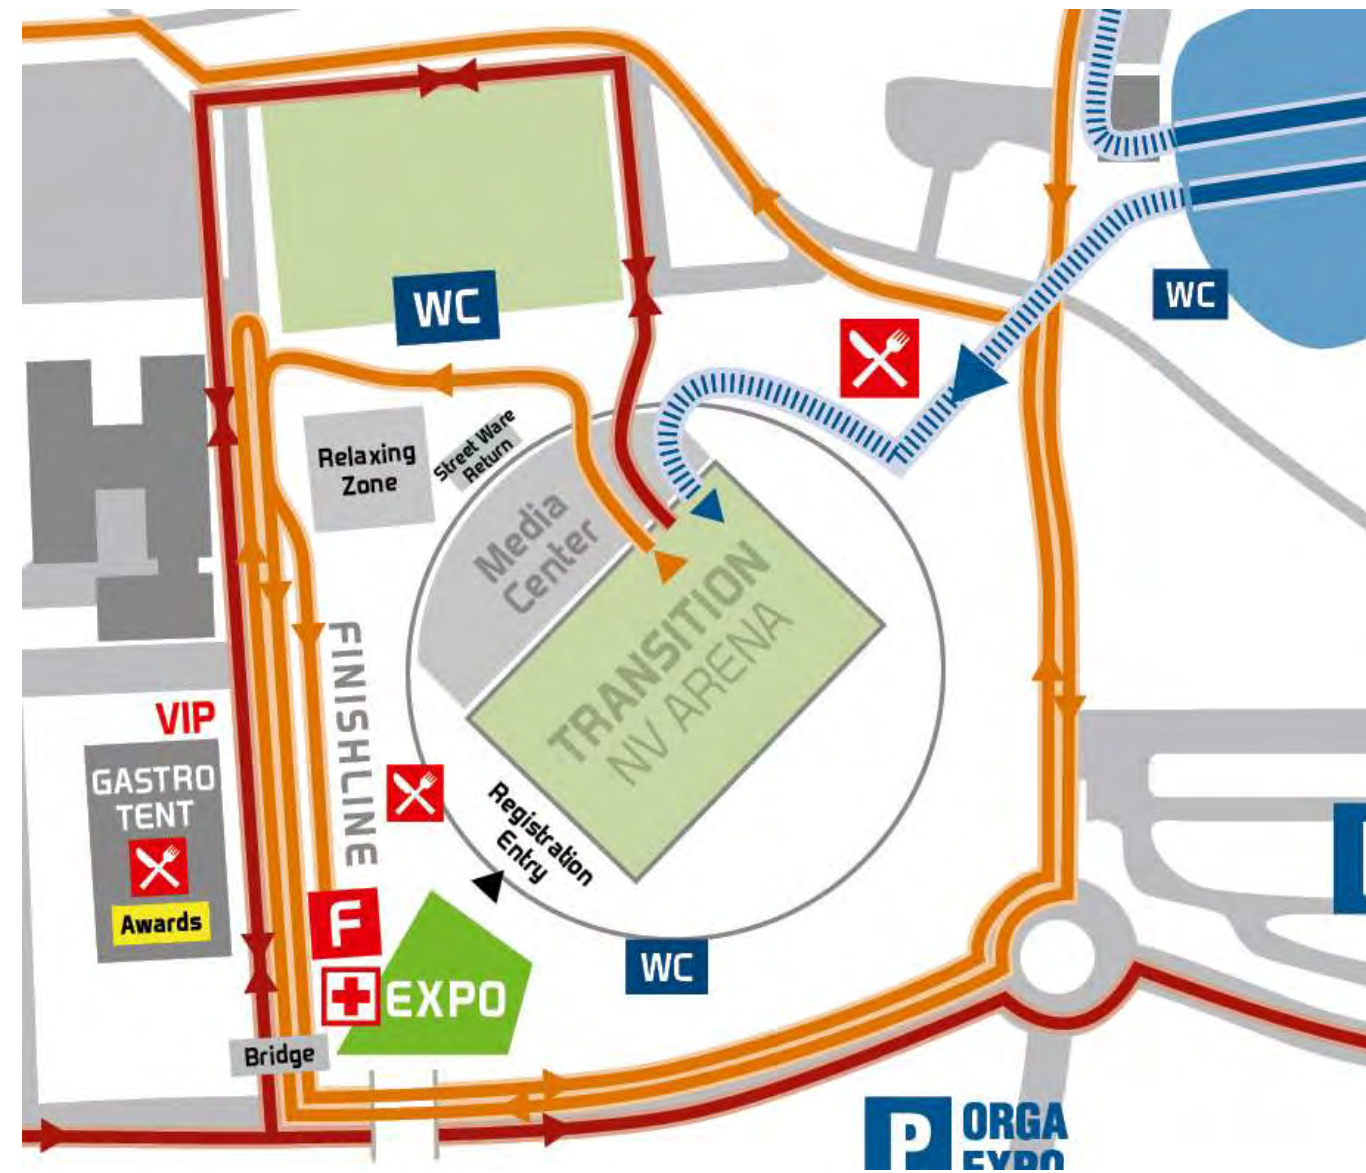 WC
WC
Relaxing
Zone
Street Ware
Return
Media
Center
TRANSITION
NV ARENA
FINISHLINE
VIP
GASTRO
TENT
Awards
Registration
Entry
F
EXPO
WC
Bridge
P
ORGA
EXPO